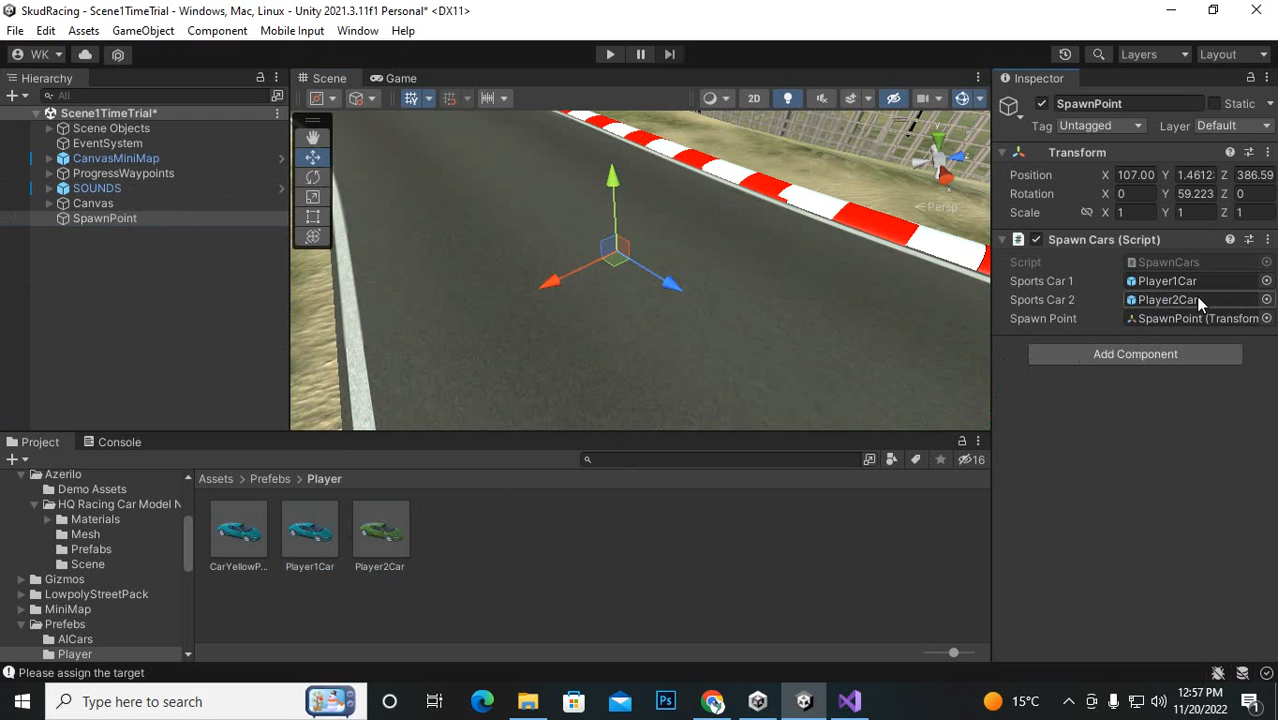 SkudRacing - Scene1TimeTrial - Windows, Mac, Linux - Unity 2021.3.11f1 Personal* <DX11>
File Edit Assets GameObject Component Mobile Input Window Help
WK Layers Layout
Hierarchy
All
Scene1TimeTrial*
Scene Objects
EventSystem
CanvasMiniMap
ProgressWaypoints
SOUNDS
Canvas
SpawnPoint
Scene Game
2D
y
z
Persp
Inspector
SpawnPoint Static
Tag Untagged Layer Default
Transform
Position X 107.00 Y 1.4612 Z 386.59
Rotation X 0 Y 59.223 Z 0
Scale X 1 Y 1 Z 1
Spawn Cars (Script)
Script SpawnCars
Sports Car 1 Player1Car
Sports Car 2 Player2Car
Spawn Point SpawnPoint (Transform
Add Component
Project Console
16
Azerilo
Demo Assets
HQ Racing Car Model N
Materials
Mesh
Prefabs
Scene
Gizmos
LowpolyStreetPack
MiniMap
Prefabs
AICars
Player
Assets > Prefabs > Player
CarYellowP... Player1Car Player2Car
Please assign the target
Type here to search
Ps
15°C
12:57 PM
11/20/2022
1